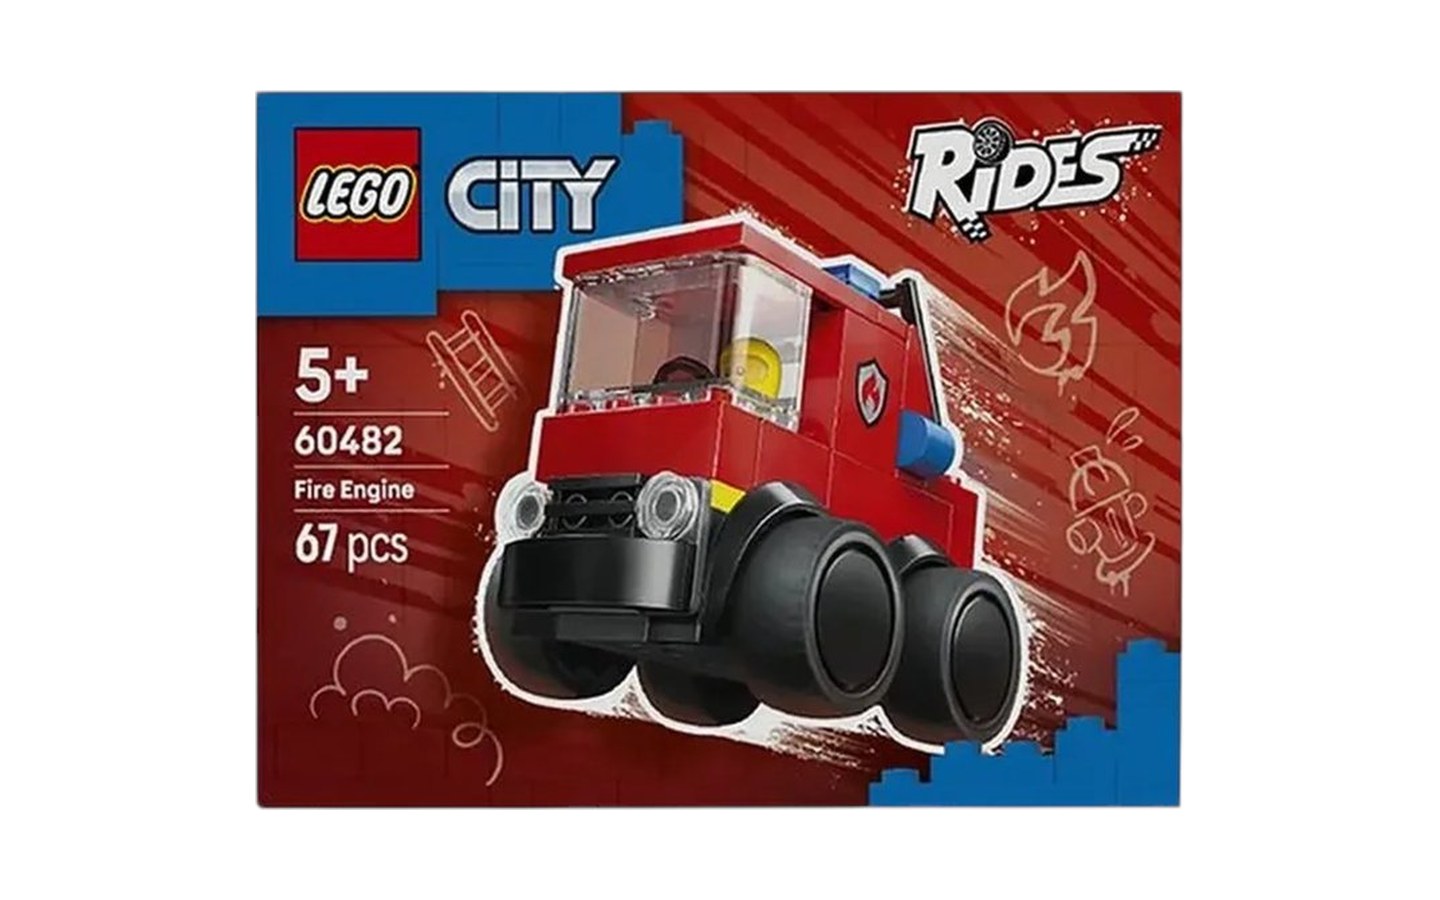 LEGO CITY
RIDES
5+
60482
Fire Engine
67 pcs